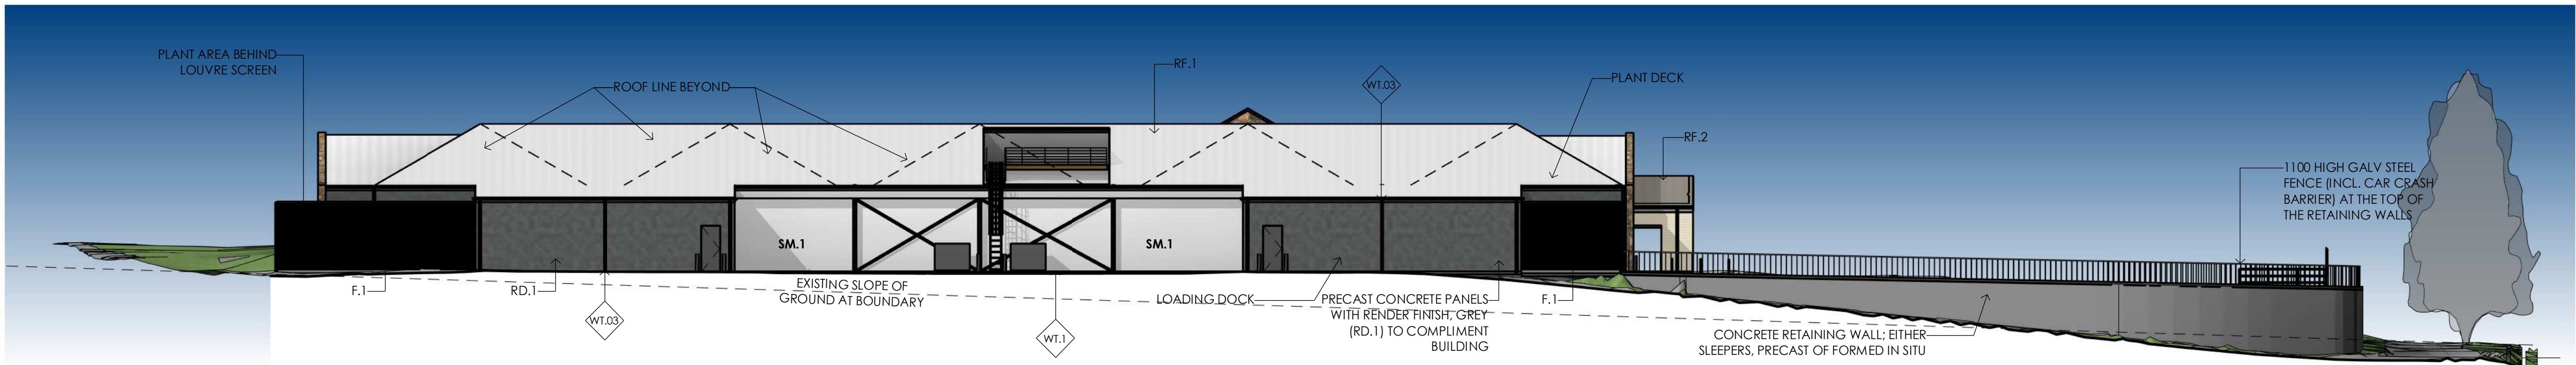 PLANT AREA BEHIND
LOUVRE SCREEN
ROOF LINE BEYOND
RF.1
WT.03
PLANT DECK
RF.2
1100 HIGH GALV STEEL
FENCE (INCL. CAR CRASH
BARRIER) AT THE TOP OF
THE RETAINING WALLS
SM.1
SM.1
F.1
RD.1
WT.03
EXISTING SLOPE OF
GROUND AT BOUNDARY
WT.1
LOADING DOCK
PRECAST CONCRETE PANELS
WITH RENDER FINISH, GREY
(RD.1) TO COMPLIMENT
BUILDING
F.1
CONCRETE RETAINING WALL; EITHER
SLEEPERS, PRECAST OF FORMED IN SITU